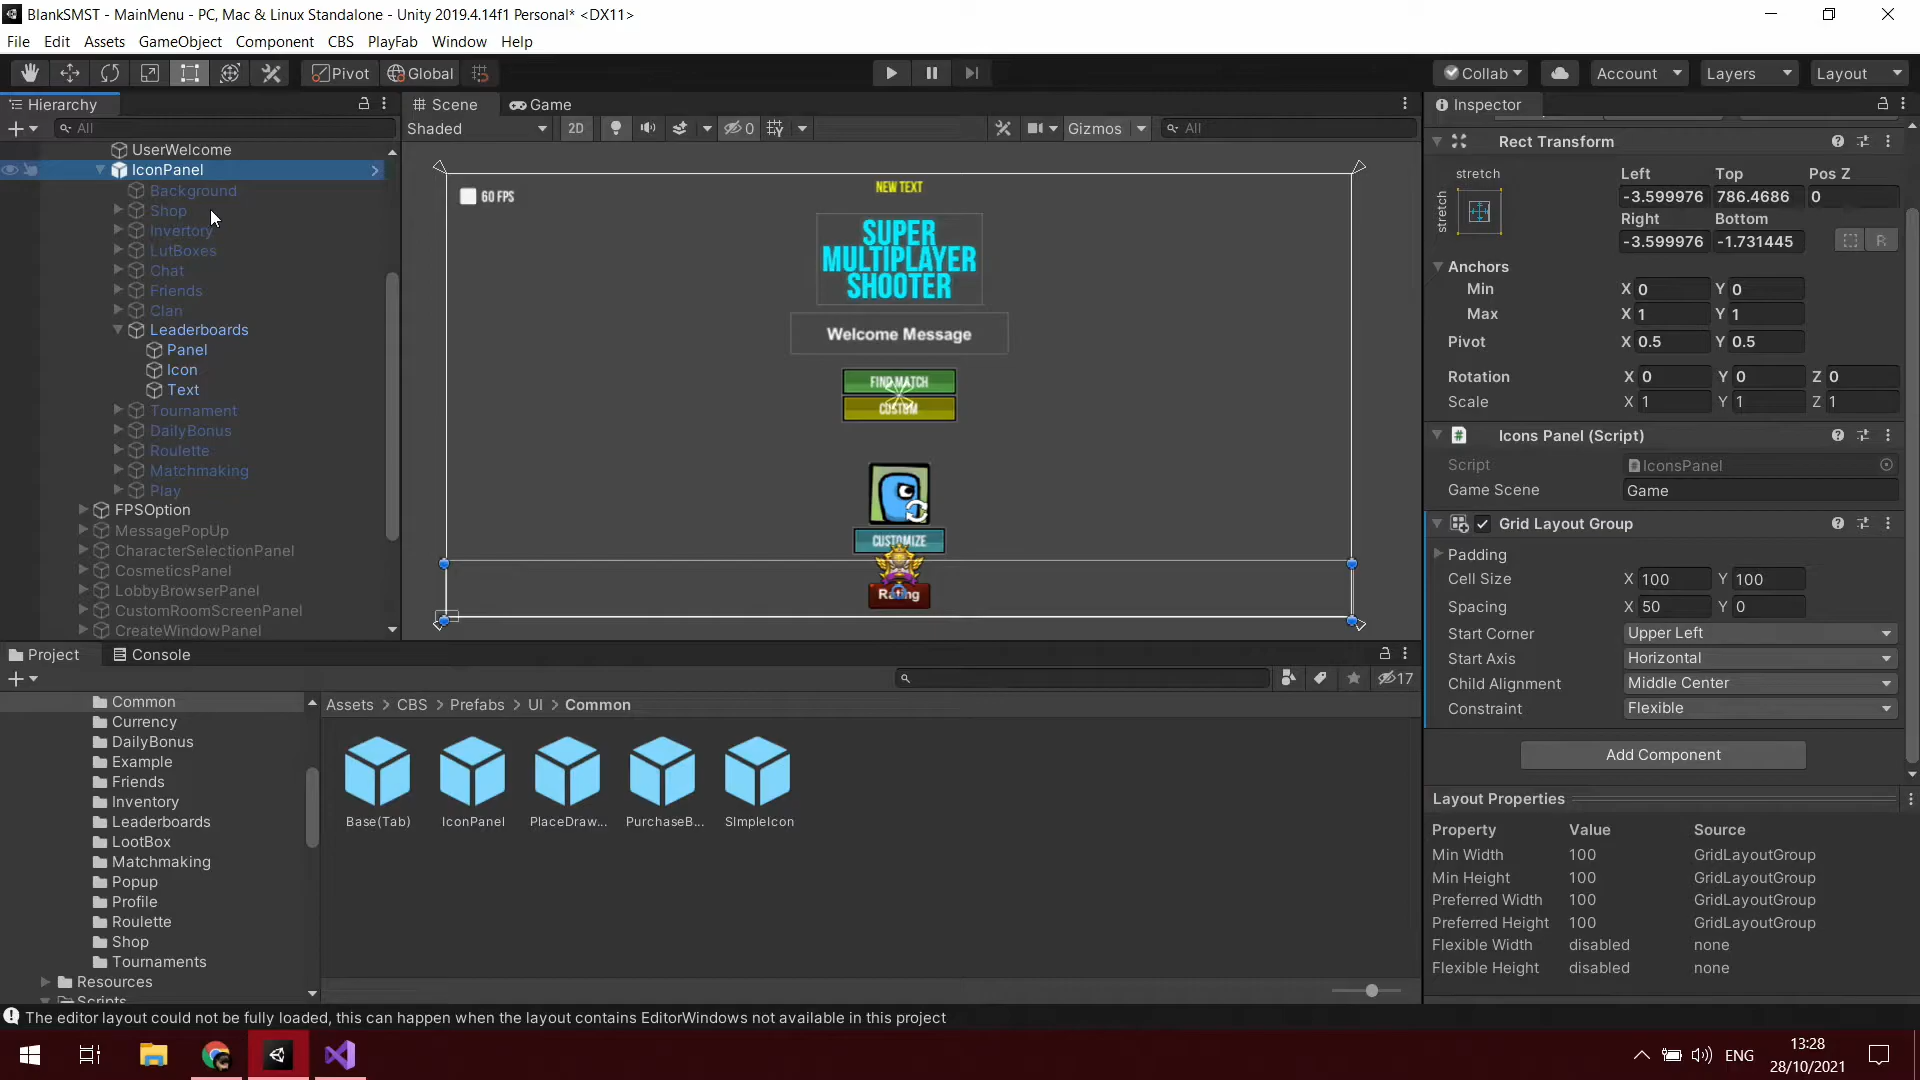 BlankSMST - MainMenu - PC, Mac & Linux Standalone - Unity 2019.4.14f1 Personal* <DX11>
File Edit Assets GameObject Component CBS PlayFab Window Help
Pivot Global Collab Account Layers Layout
Hierarchy
All
UserWelcome
IconPanel
Background
Shop
Invertory
LutBoxes
Chat
Friends
Clan
Leaderboards
Panel
Icon
Text
Tournament
DailyBonus
Roulette
Matchmaking
Play
FPSOption
MessagePopUp
CharacterSelectionPanel
CosmeticsPanel
LobbyBrowserPanel
CustomRoomScreenPanel
CreateWindowPanel
Scene Game
Shaded 2D 0 Gizmos All
60 FPS
NEW TEXT
SUPER
MULTIPLAYER
SHOOTER
Welcome Message
FIND MATCH
CUSTOM
CUSTOMIZE
Rating
Inspector
Rect Transform
stretch
stretch
Left Top Pos Z
-3.599976 786.4686 0
Right Bottom
-3.599976 -1.731445 R
Anchors
Min X 0 Y 0
Max X 1 Y 1
Pivot X 0.5 Y 0.5
Rotation X 0 Y 0 Z 0
Scale X 1 Y 1 Z 1
# Icons Panel (Script)
Script IconsPanel
Game Scene Game
Grid Layout Group
Padding
Cell Size X 100 Y 100
Spacing X 50 Y 0
Start Corner Upper Left
Start Axis Horizontal
Child Alignment Middle Center
Constraint Flexible
Add Component
Layout Properties
Property Value Source
Min Width 100 GridLayoutGroup
Min Height 100 GridLayoutGroup
Preferred Width 100 GridLayoutGroup
Preferred Height 100 GridLayoutGroup
Flexible Width disabled none
Flexible Height disabled none
Project Console
17
Common
Currency
DailyBonus
Example
Friends
Inventory
Leaderboards
LootBox
Matchmaking
Popup
Profile
Roulette
Shop
Tournaments
Resources
Scripts
Assets > CBS > Prefabs > UI > Common
Base(Tab) IconPanel PlaceDraw... PurchaseB... SImpleIcon
The editor layout could not be fully loaded, this can happen when the layout contains EditorWindows not available in this project
ENG
13:28
28/10/2021